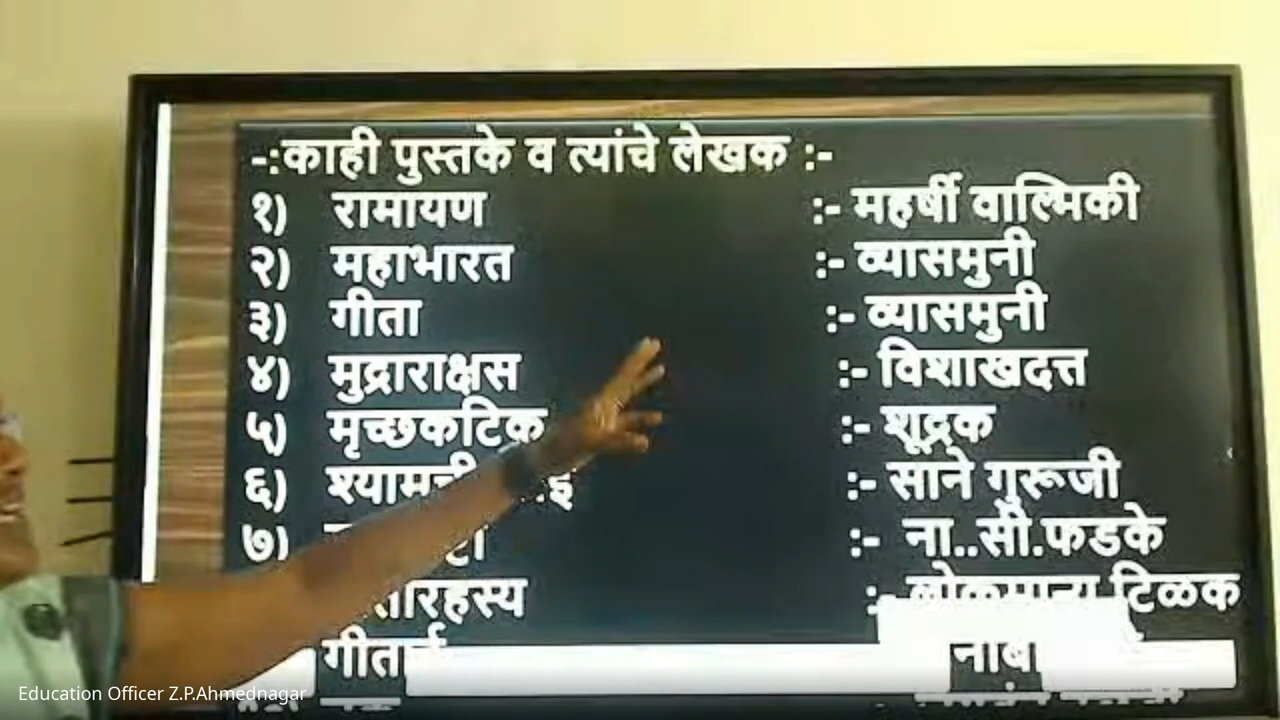 -:काही पुस्तके व त्यांचे लेखक :-
१) रामायण :- महर्षी वाल्मिकी
२) महाभारत :- व्यासमुनी
३) गीता :- व्यासमुनी
४) मुद्राराक्षस :- विशाखदत्त
५) मृच्छकटिक :- शूद्रक
६) :- साने गुरूजी
७) :- ना..सी.फडके
:- लोकमान्य टिळक
Education Officer Z.P.Ahmednagar